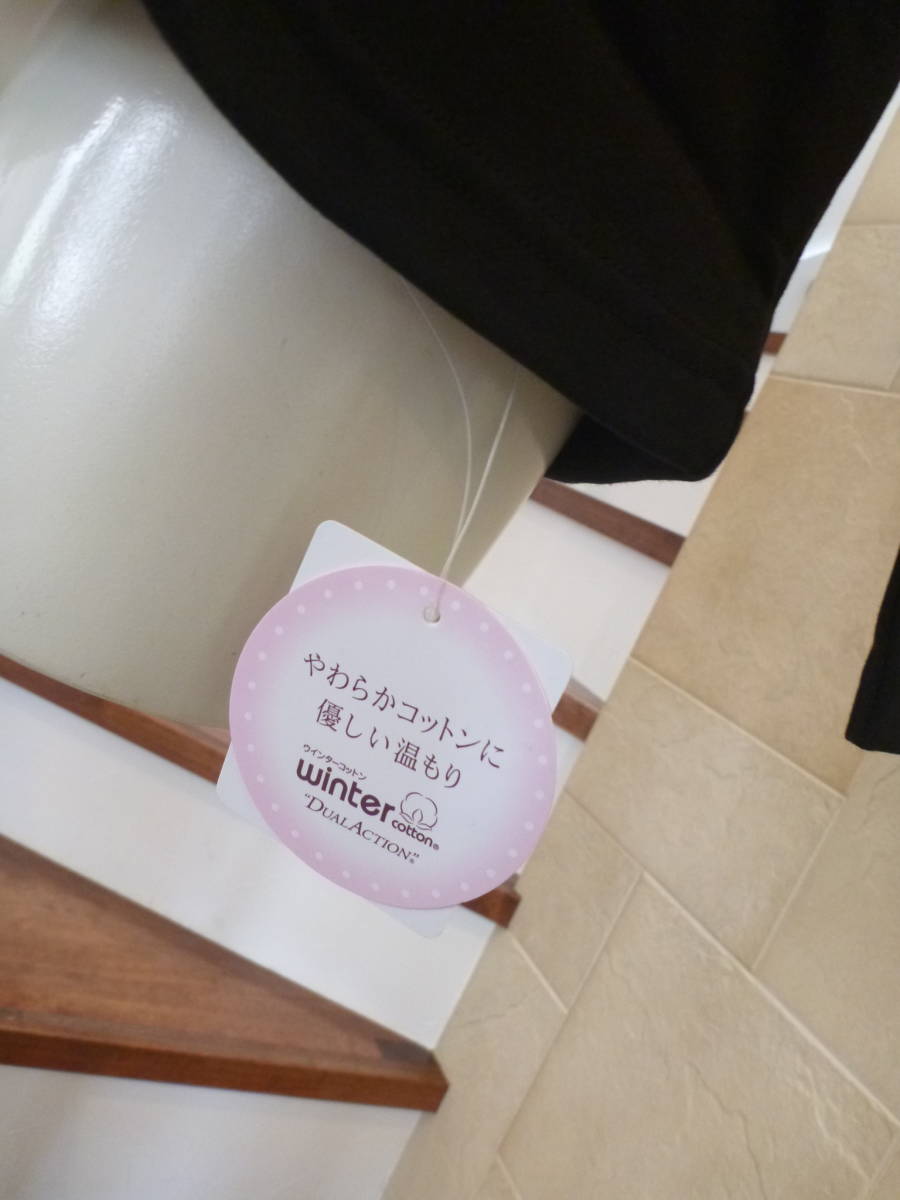 やわらかコットンに
優しい温もり
ウインターコットン
winter
cotton®
"DUALACTION"®